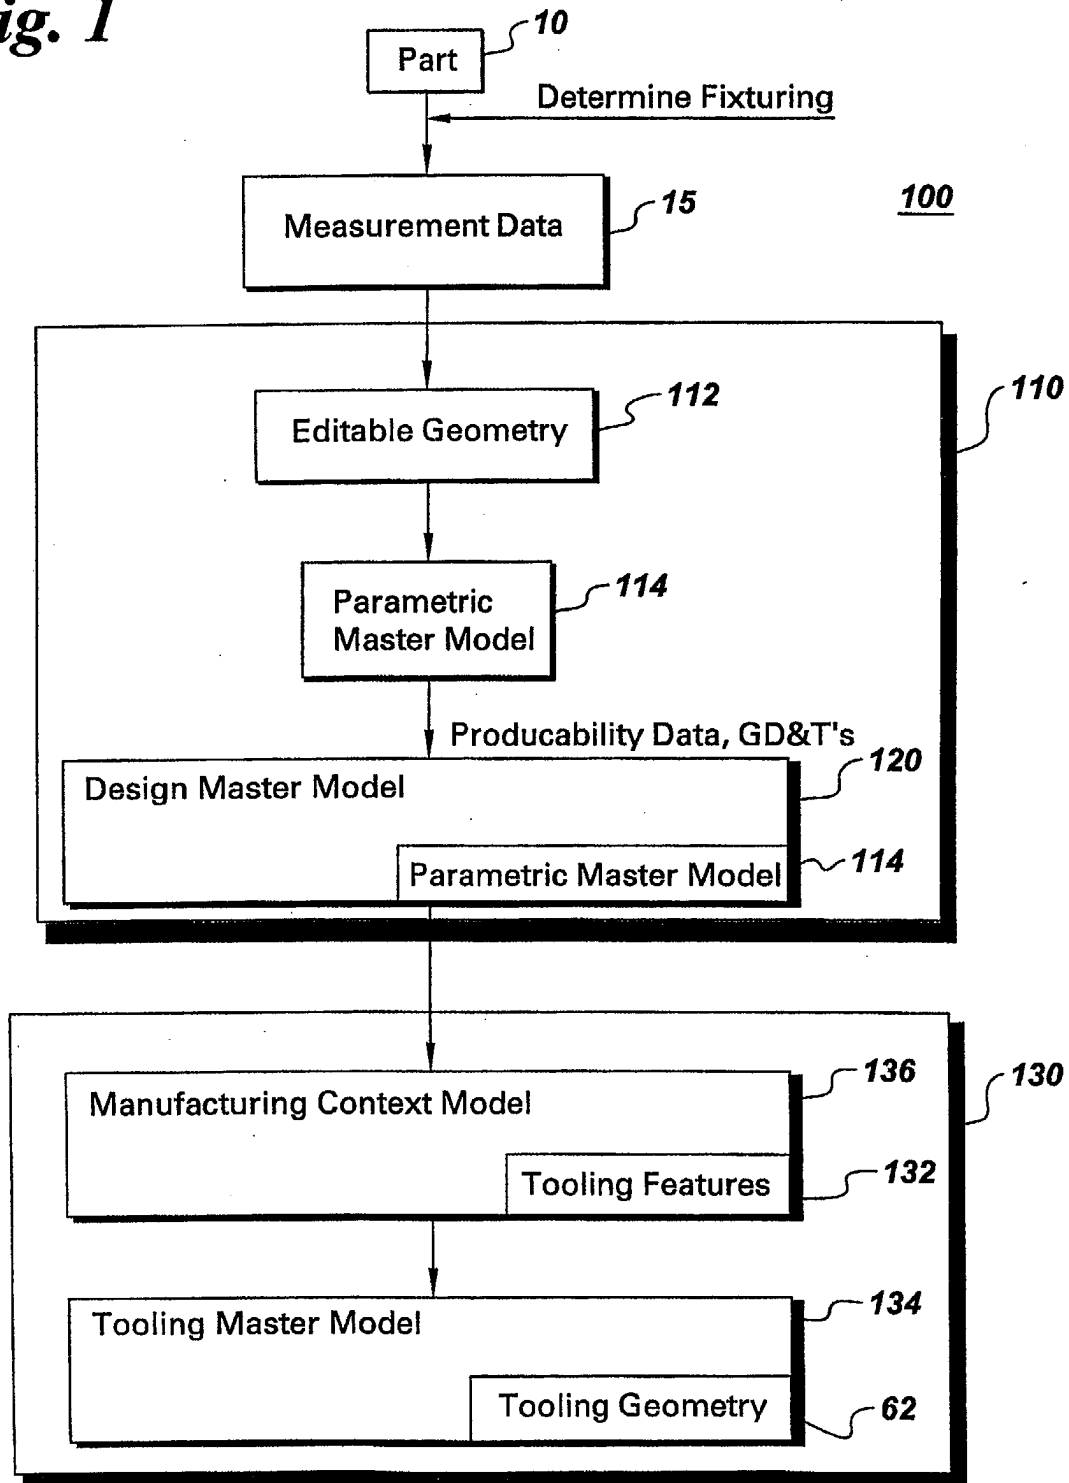 ig. 1
10
Part
Determine Fixturing
100
15
Measurement Data
110
112
Editable Geometry
114
Parametric
Master Model
Producability Data, GD&T's
120
Design Master Model
114
Parametric Master Model
130
136
Manufacturing Context Model
132
Tooling Features
134
Tooling Master Model
62
Tooling Geometry